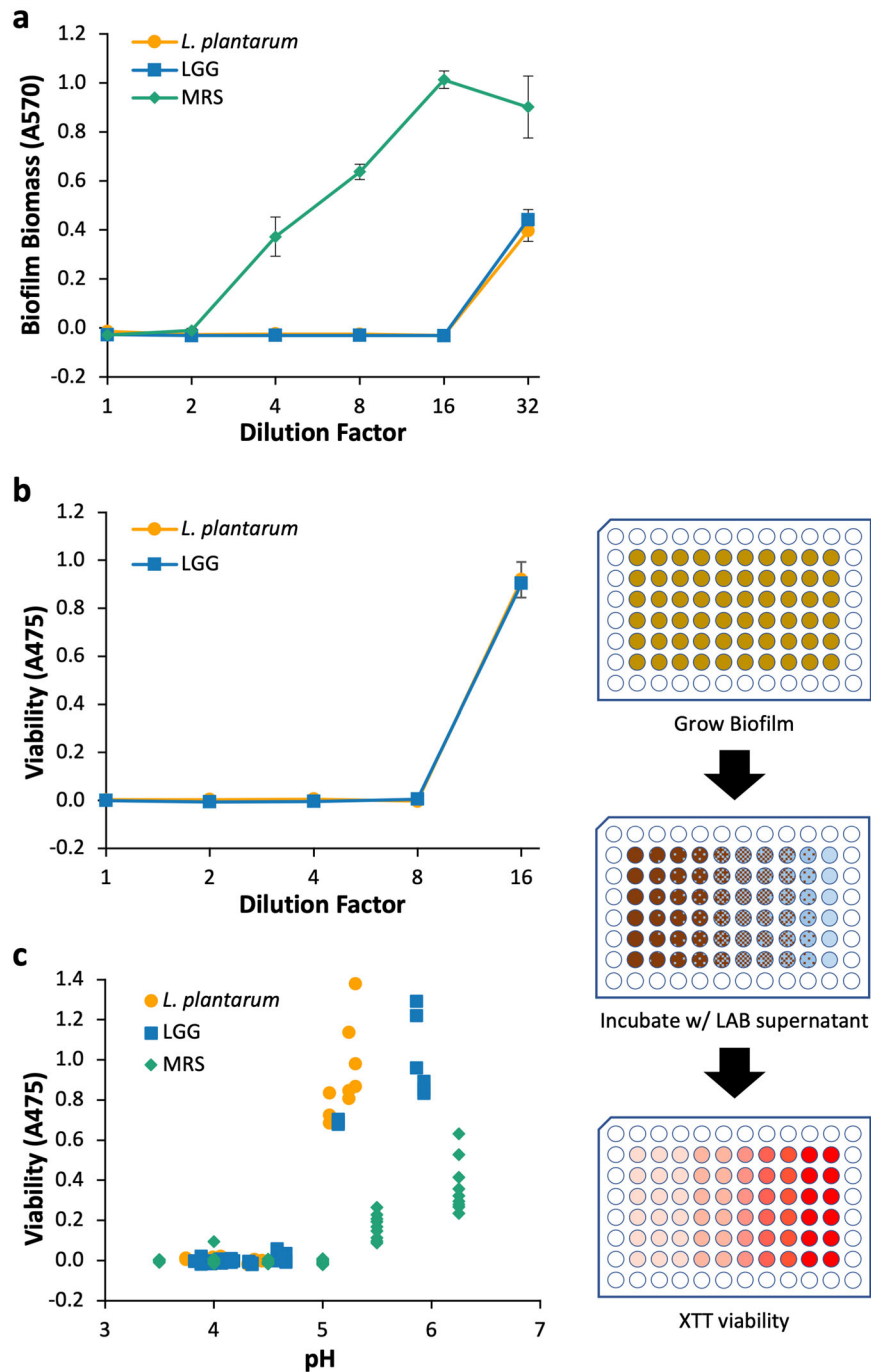 a
1.2
1.0
0.8
0.6
0.4
0.2
0.0
-0.2
Biofilm Biomass (A570)
L. plantarum
LGG
MRS
1 2 4 8 16 32
Dilution Factor
b
1.2
1.0
0.8
0.6
0.4
0.2
0.0
-0.2
Viability (A475)
L. plantarum
LGG
1 2 4 8 16
Dilution Factor
c
1.4
1.2
1.0
0.8
0.6
0.4
0.2
0.0
-0.2
Viability (A475)
L. plantarum
LGG
MRS
3 4 5 6 7
pH
Grow Biofilm
Incubate w/ LAB supernatant
XTT viability